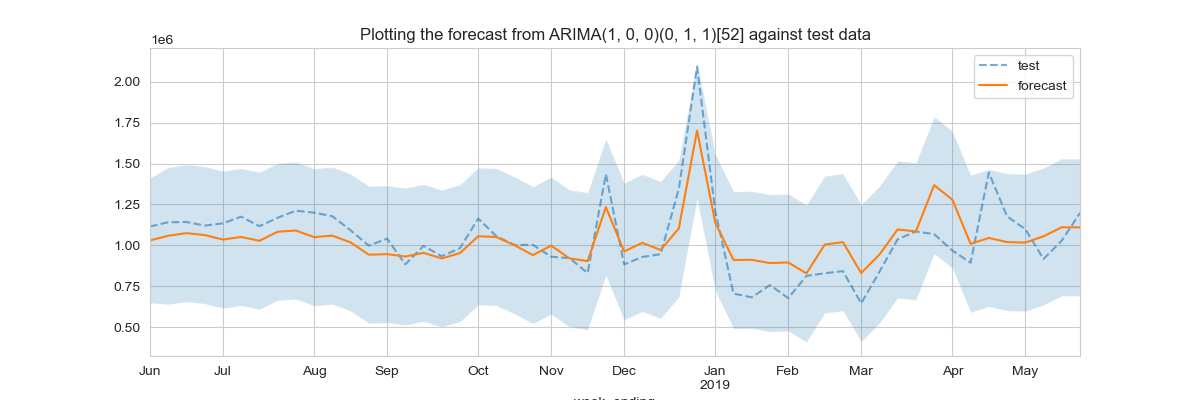 Plotting the forecast from ARIMA(1, 0, 0)(0, 1, 1)[52] against test data
1e6
test
forecast
2.00
1.75
1.50
1.25
1.00
0.75
0.50
Jun Jul Aug Sep Oct Nov Dec Jan Feb Mar Apr May
2019
week_ending